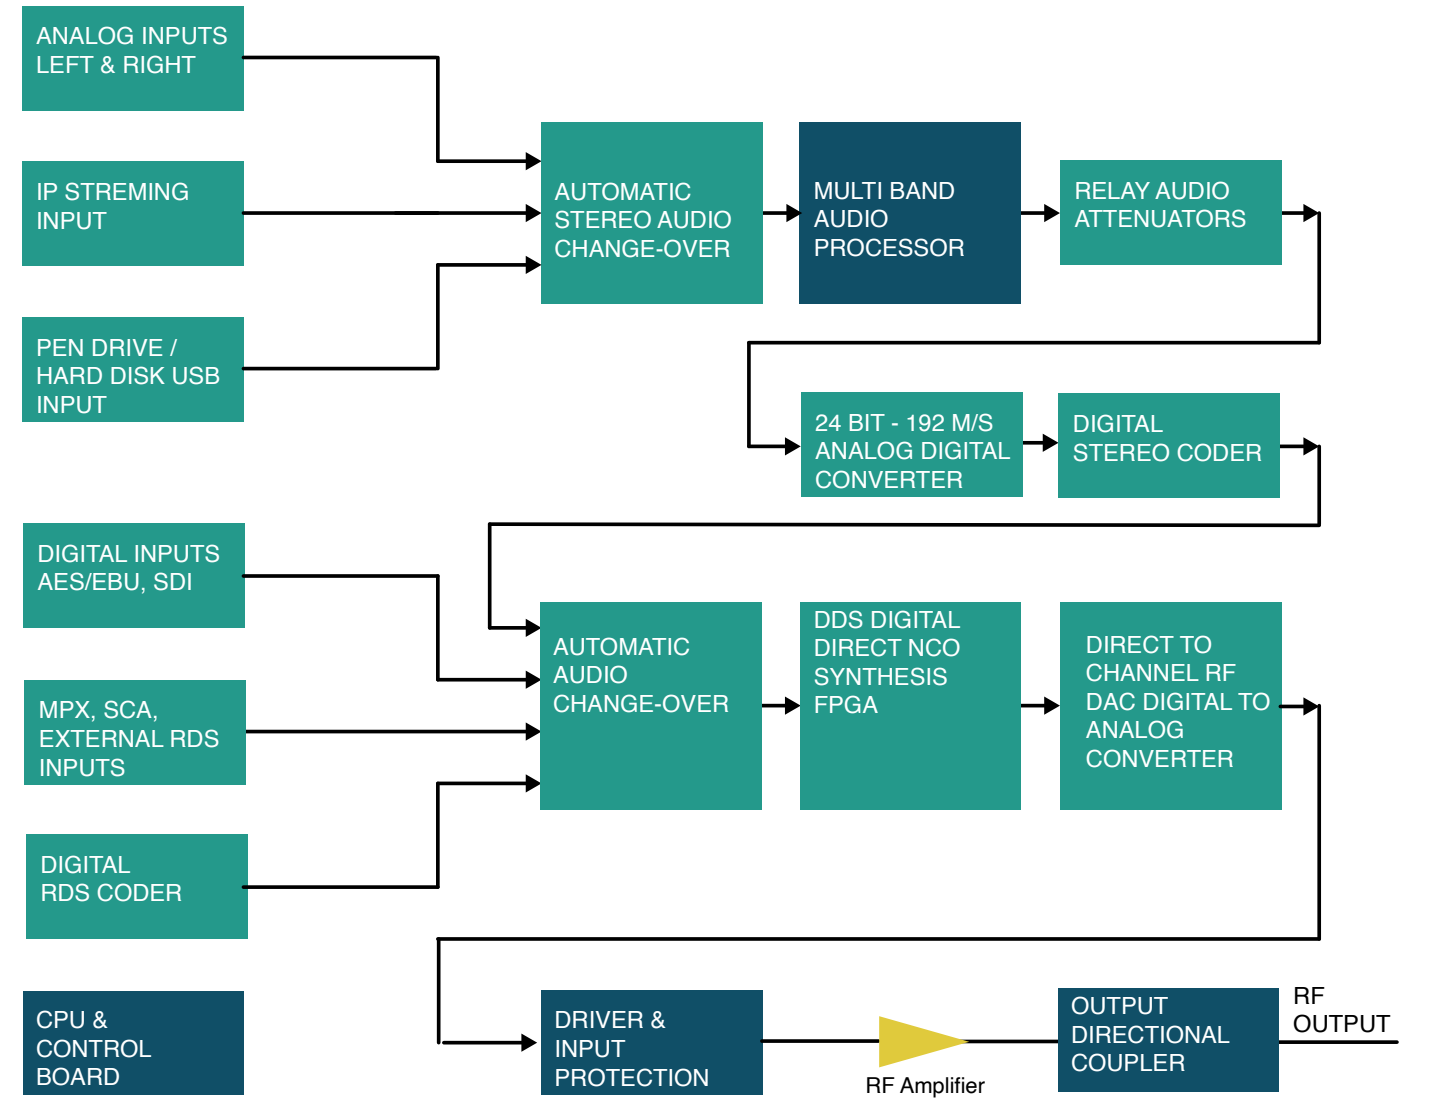 ANALOG INPUTS
LEFT & RIGHT
IP STREMING
INPUT
PEN DRIVE /
HARD DISK USB
INPUT
AUTOMATIC
STEREO AUDIO
CHANGE-OVER
MULTI BAND
AUDIO
PROCESSOR
RELAY AUDIO
ATTENUATORS
24 BIT - 192 M/S
ANALOG DIGITAL
CONVERTER
DIGITAL
STEREO CODER
DIGITAL INPUTS
AES/EBU, SDI
MPX, SCA,
EXTERNAL RDS
INPUTS
DIGITAL
RDS CODER
AUTOMATIC
AUDIO
CHANGE-OVER
DDS DIGITAL
DIRECT NCO
SYNTHESIS
FPGA
DIRECT TO
CHANNEL RF
DAC DIGITAL TO
ANALOG
CONVERTER
CPU &
CONTROL
BOARD
DRIVER &
INPUT
PROTECTION
RF Amplifier
OUTPUT
DIRECTIONAL
COUPLER
RF
OUTPUT